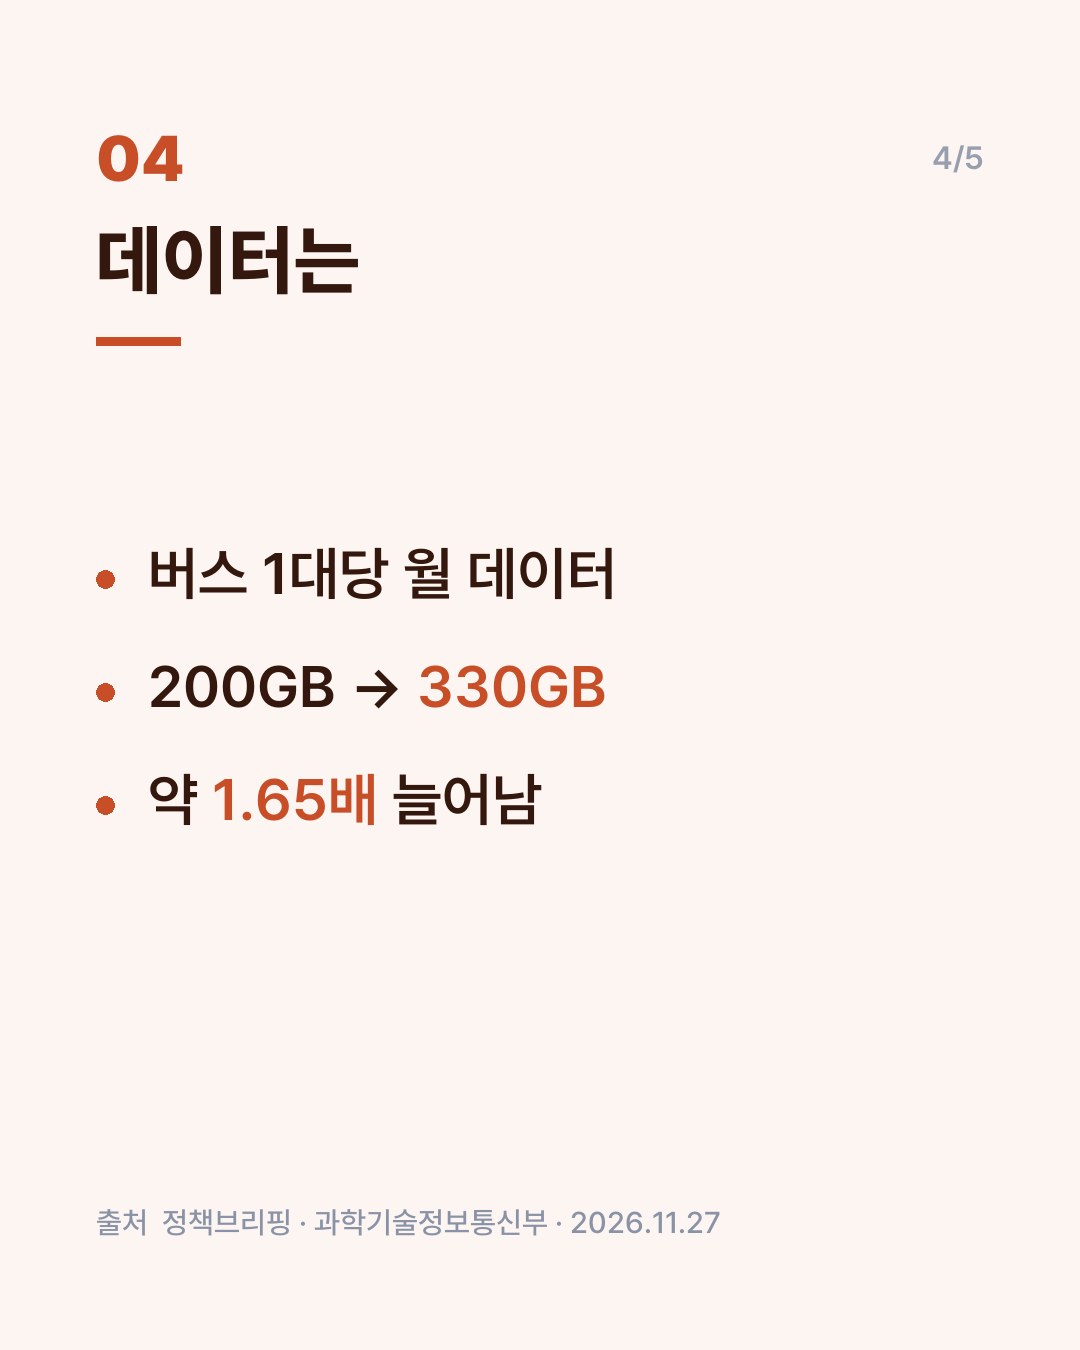 04
4/5
데이터는
• 버스 1대당 월 데이터
• 200GB → 330GB
• 약 1.65배 늘어남
출처 정책브리핑 · 과학기술정보통신부 · 2026.11.27